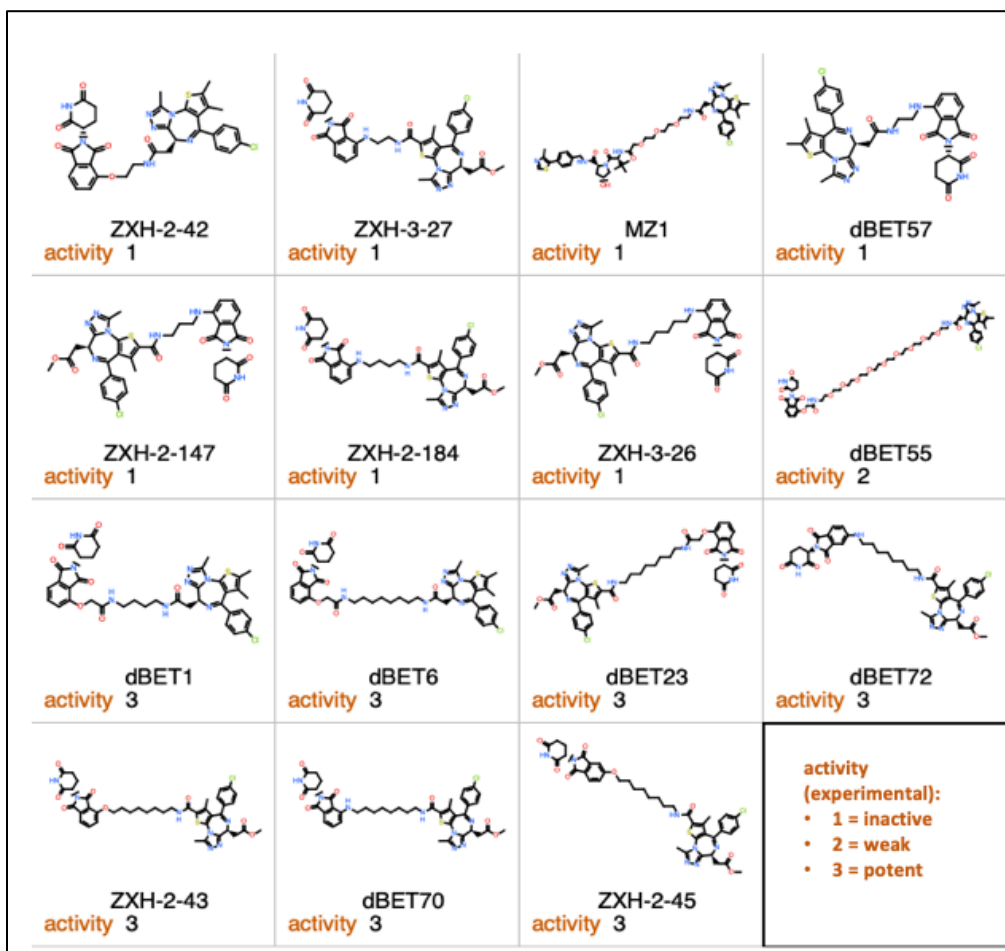 ZXH-2-42
activity 1
ZXH-3-27
activity 1
MZ1
activity 1
dBET57
activity 1
ZXH-2-147
activity 1
ZXH-2-184
activity 1
ZXH-3-26
activity 1
dBET55
activity 2
dBET1
activity 3
dBET6
activity 3
dBET23
activity 3
dBET72
activity 3
ZXH-2-43
activity 3
dBET70
activity 3
ZXH-2-45
activity 3
activity
(experimental):
• 1 = inactive
• 2 = weak
• 3 = potent